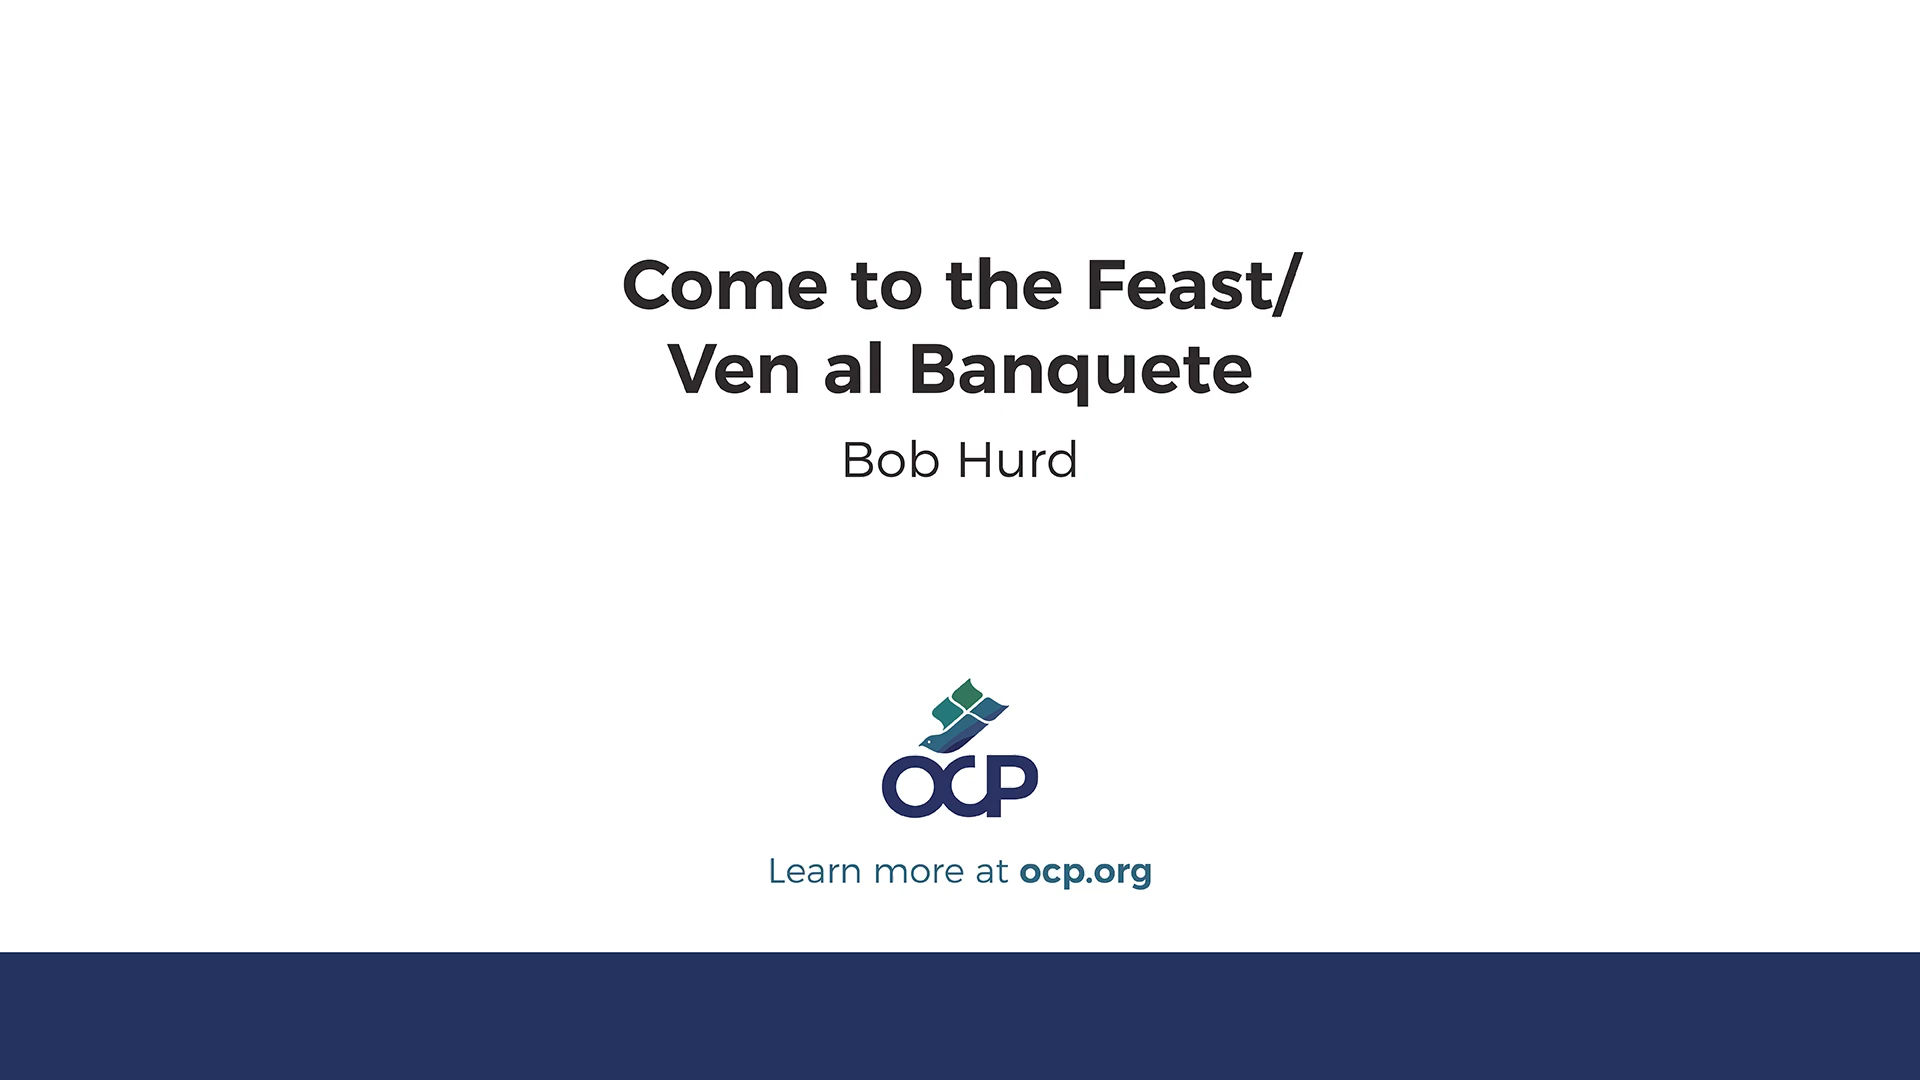 Come to the Feast/
Ven al Banquete
Bob Hurd
OCP
Learn more at ocp.org